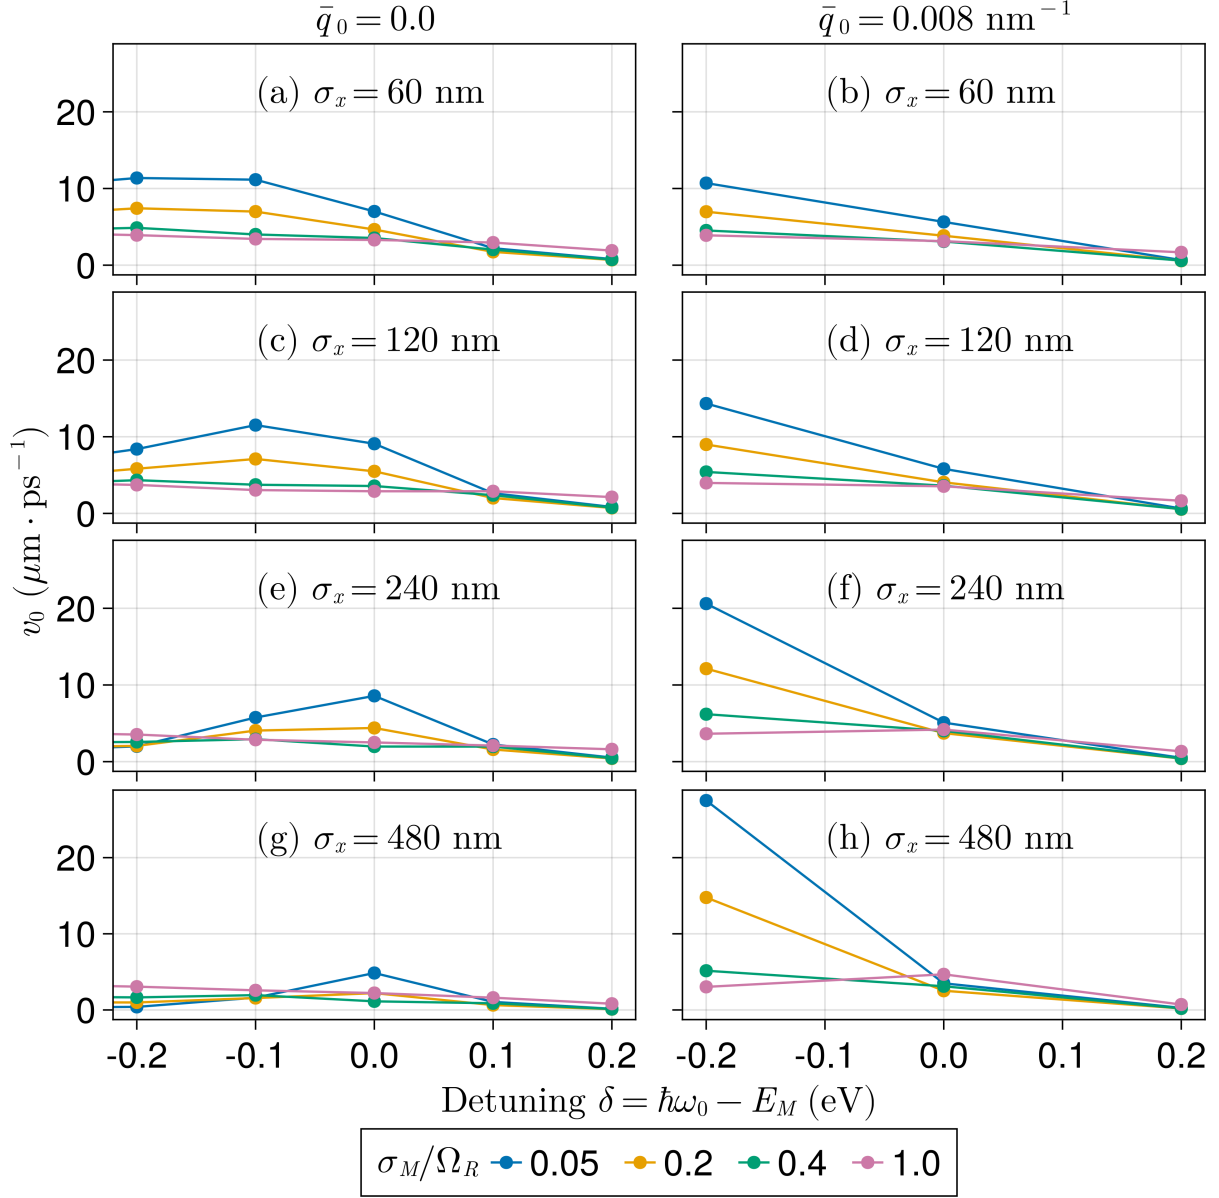 q̄₀ = 0.0
q̄₀ = 0.008 nm⁻¹
(a) σₓ = 60 nm
(b) σₓ = 60 nm
20
10
0
(c) σₓ = 120 nm
(d) σₓ = 120 nm
20
10
0
v₀ (μm · ps⁻¹)
(e) σₓ = 240 nm
(f) σₓ = 240 nm
20
10
0
(g) σₓ = 480 nm
(h) σₓ = 480 nm
20
10
0
-0.2 -0.1 0.0 0.1 0.2
-0.2 -0.1 0.0 0.1 0.2
Detuning δ = ħω₀ − E_M (eV)
σ_M/Ω_R 0.05 0.2 0.4 1.0